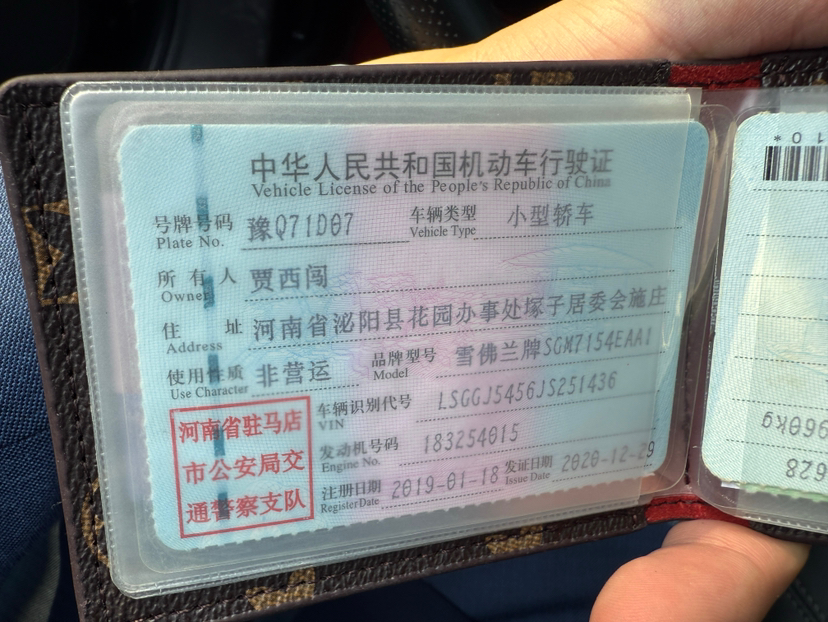 中华人民共和国机动车行驶证
Vehicle License of the People's Republic of China
号牌号码 豫Q71D07 车辆类型 小型轿车
Plate No. Vehicle Type
所有人 贾西闯
Owner
住址 河南省泌阳县花园办事处塚子居委会施庄
Address
使用性质 非营运 品牌型号 雪佛兰牌SGM7154EAA1
Use Character Model
车辆识别代号 LSGGJ5456JS251436
VIN
发动机号码 183254015
Engine No.
注册日期 2019-01-18 发证日期 2020-12-29
Register Date Issue Date
河南省驻马店
市公安局交
通警察支队
*01
960kg
628